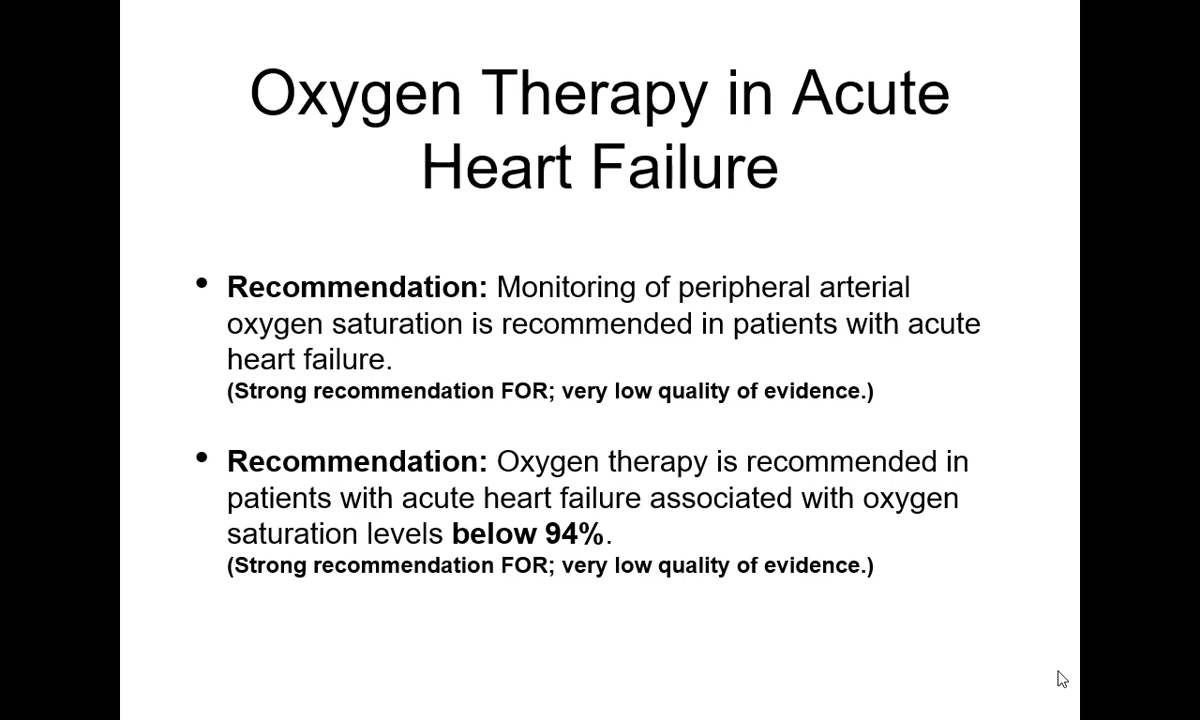 Oxygen Therapy in Acute
Heart Failure
• Recommendation: Monitoring of peripheral arterial
oxygen saturation is recommended in patients with acute
heart failure.
(Strong recommendation FOR; very low quality of evidence.)
• Recommendation: Oxygen therapy is recommended in
patients with acute heart failure associated with oxygen
saturation levels below 94%.
(Strong recommendation FOR; very low quality of evidence.)